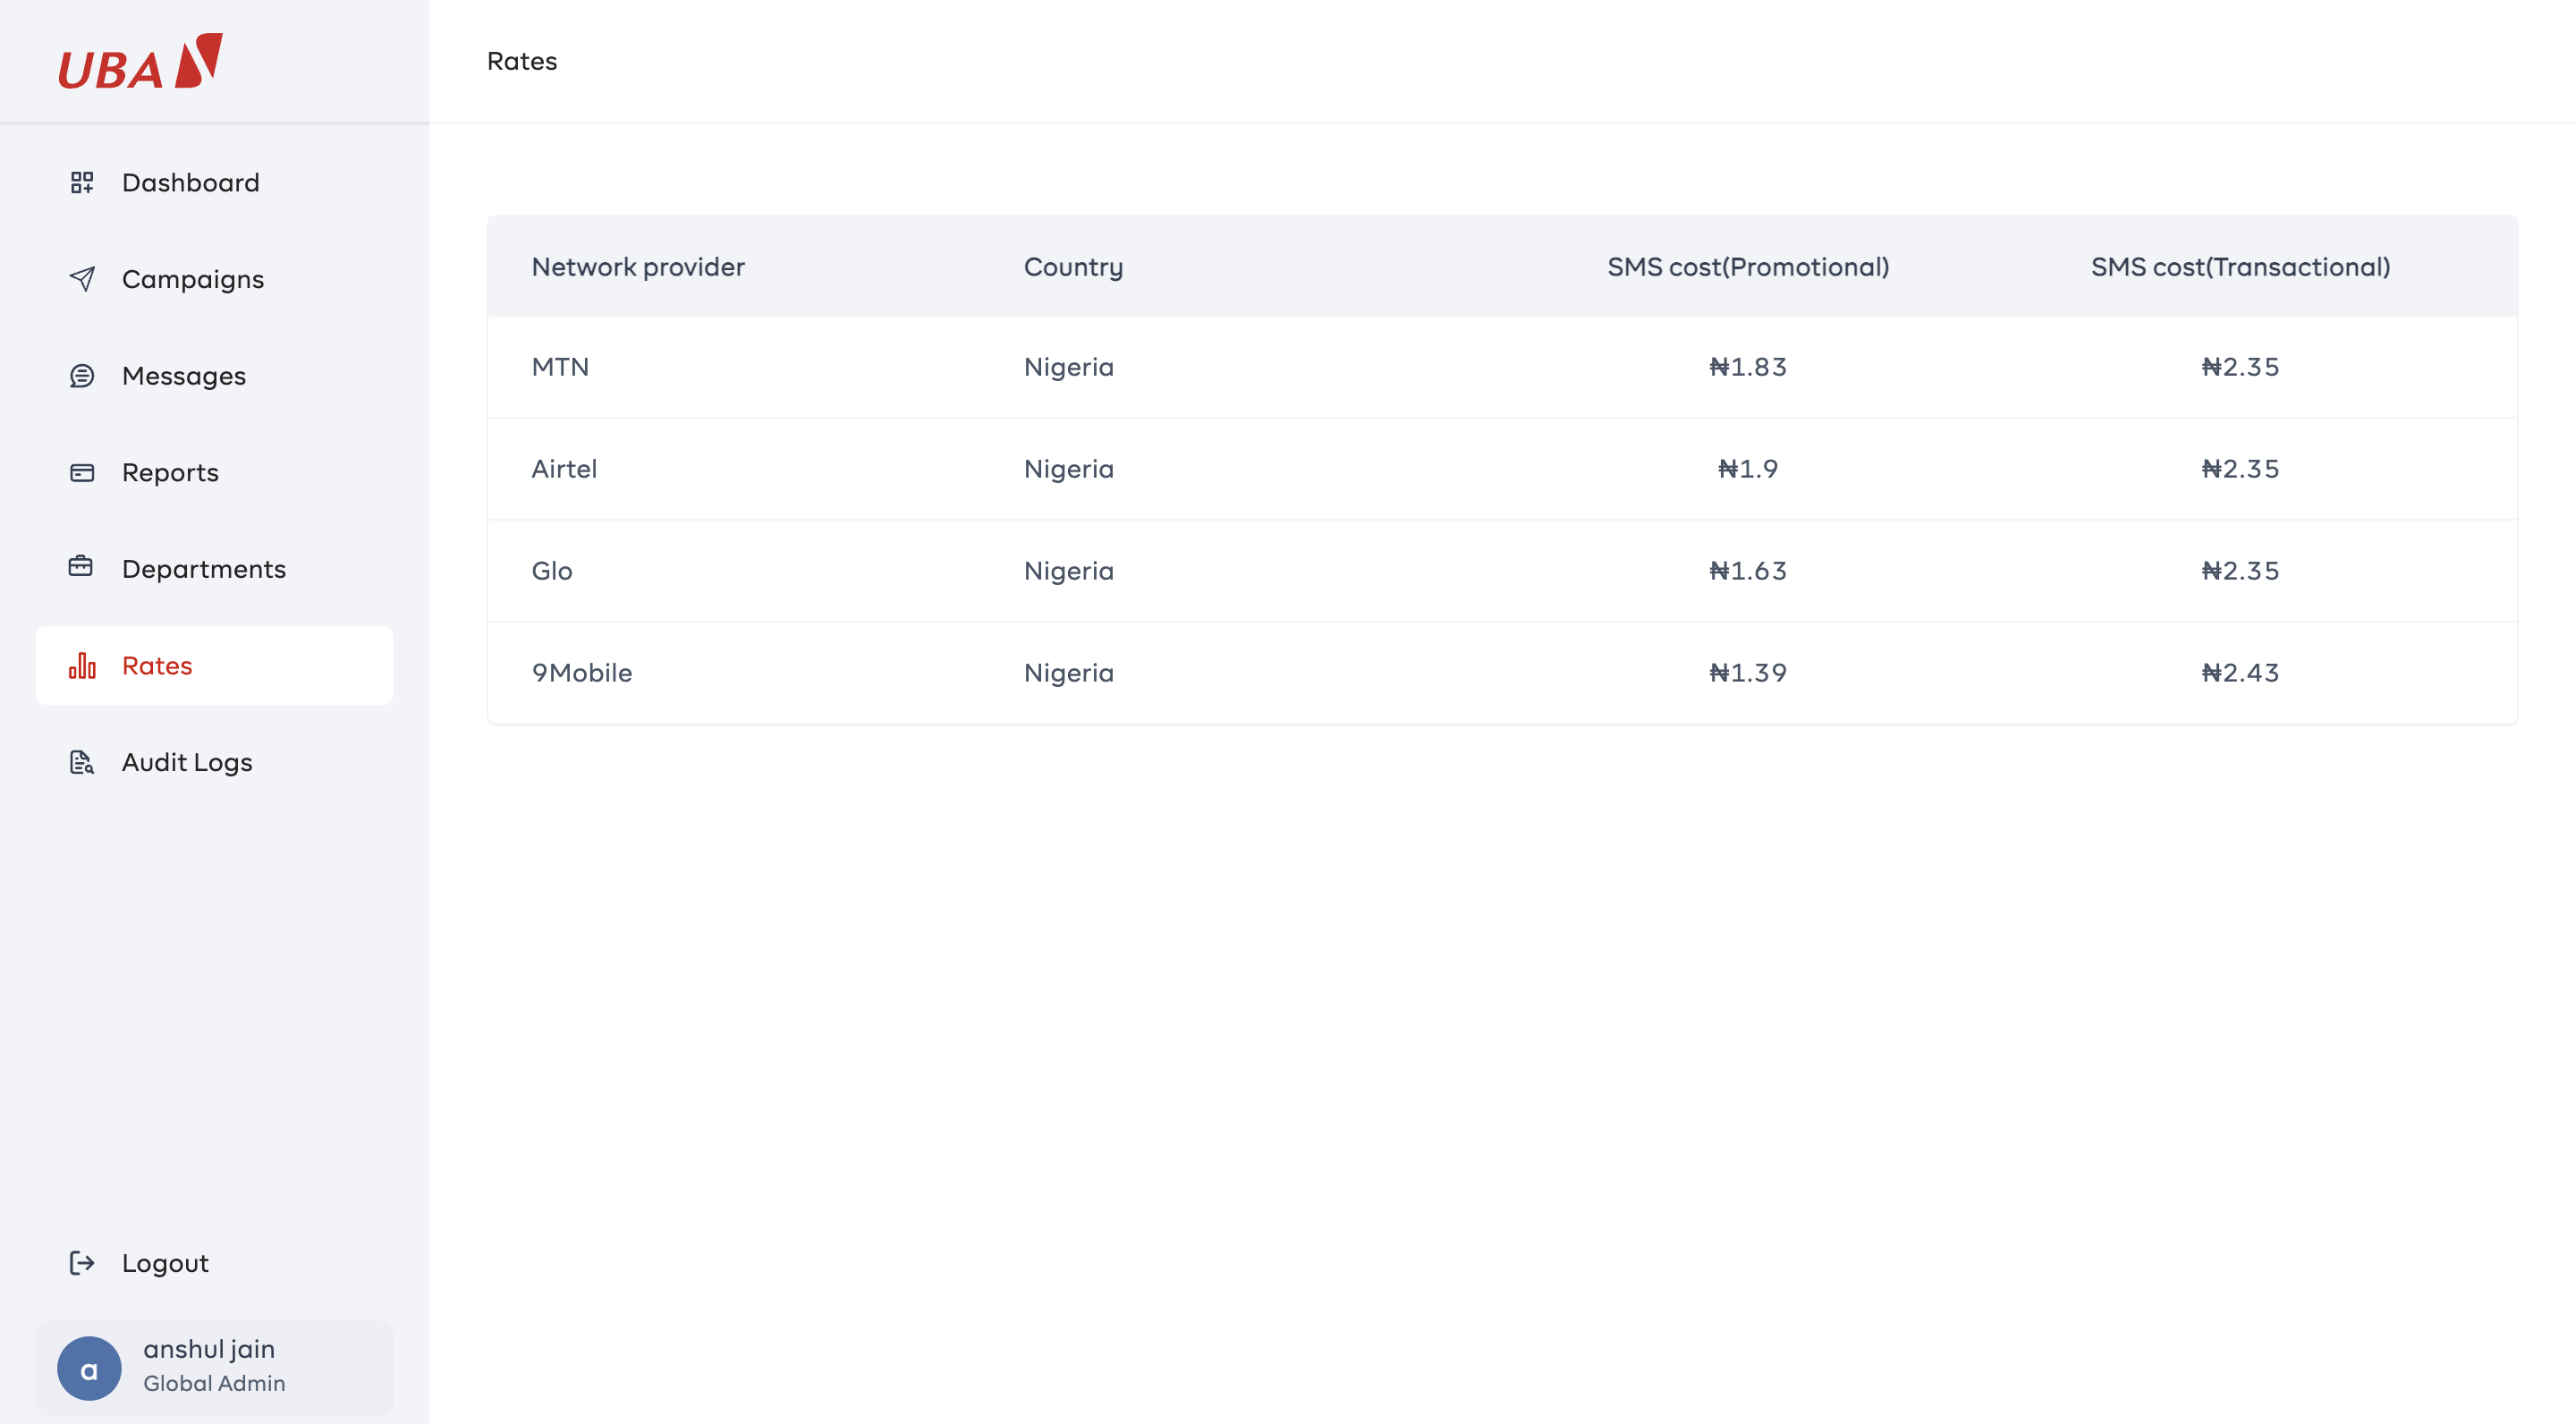 UBA
Rates
Dashboard
Campaigns
Messages
Reports
Departments
Rates
Audit Logs
Network provider Country SMS cost(Promotional) SMS cost(Transactional)
MTN Nigeria ₦1.83 ₦2.35
Airtel Nigeria ₦1.9 ₦2.35
Glo Nigeria ₦1.63 ₦2.35
9Mobile Nigeria ₦1.39 ₦2.43
Logout
a
anshul jain
Global Admin